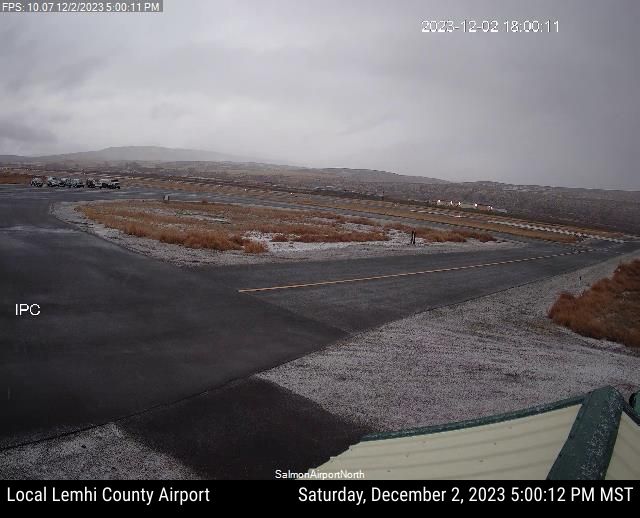 FPS: 10.07 12/2/2023 5:00:11 PM
2023-12-02 18:00:11
IPC
SalmonAirportNorth
Local Lemhi County Airport
Saturday, December 2, 2023 5:00:12 PM MST